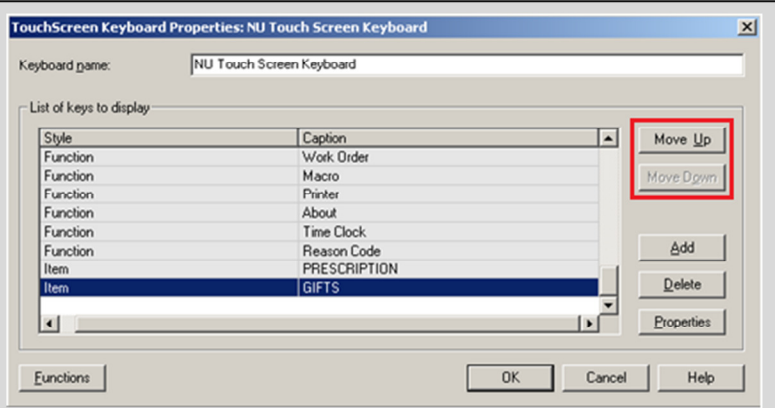 TouchScreen Keyboard Properties: NU Touch Screen Keyboard
Keyboard name: NU Touch Screen Keyboard
List of keys to display
Style Caption
Function Work Order
Function Macro
Function Printer
Function About
Function Time Clock
Function Reason Code
Item PRESCRIPTION
Item GIFTS
Move Up
Move Down
Add
Delete
Properties
Functions OK Cancel Help